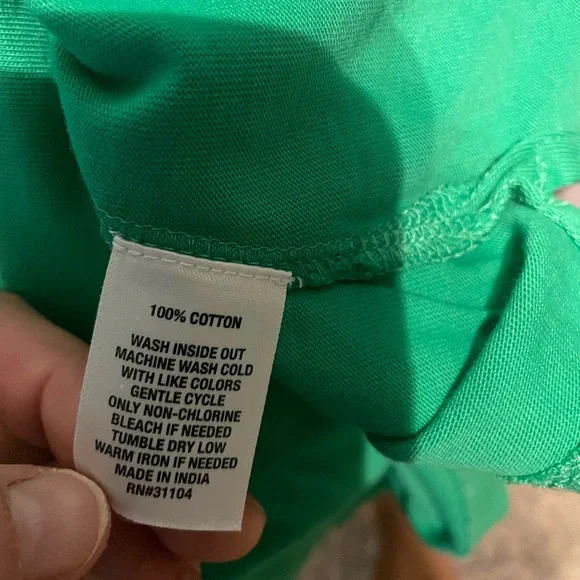 100% COTTON
WASH INSIDE OUT
MACHINE WASH COLD
WITH LIKE COLORS
GENTLE CYCLE
ONLY NON-CHLORINE
BLEACH IF NEEDED
TUMBLE DRY LOW
WARM IRON IF NEEDED
MADE IN INDIA
RN#31104